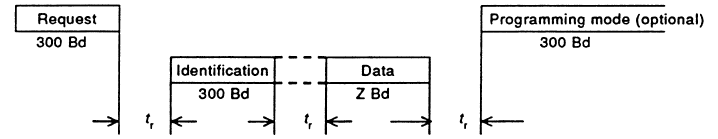 Request
Programming mode (optional)
300 Bd
300 Bd
Identification
Data
300 Bd
Z Bd
tr
tr
tr